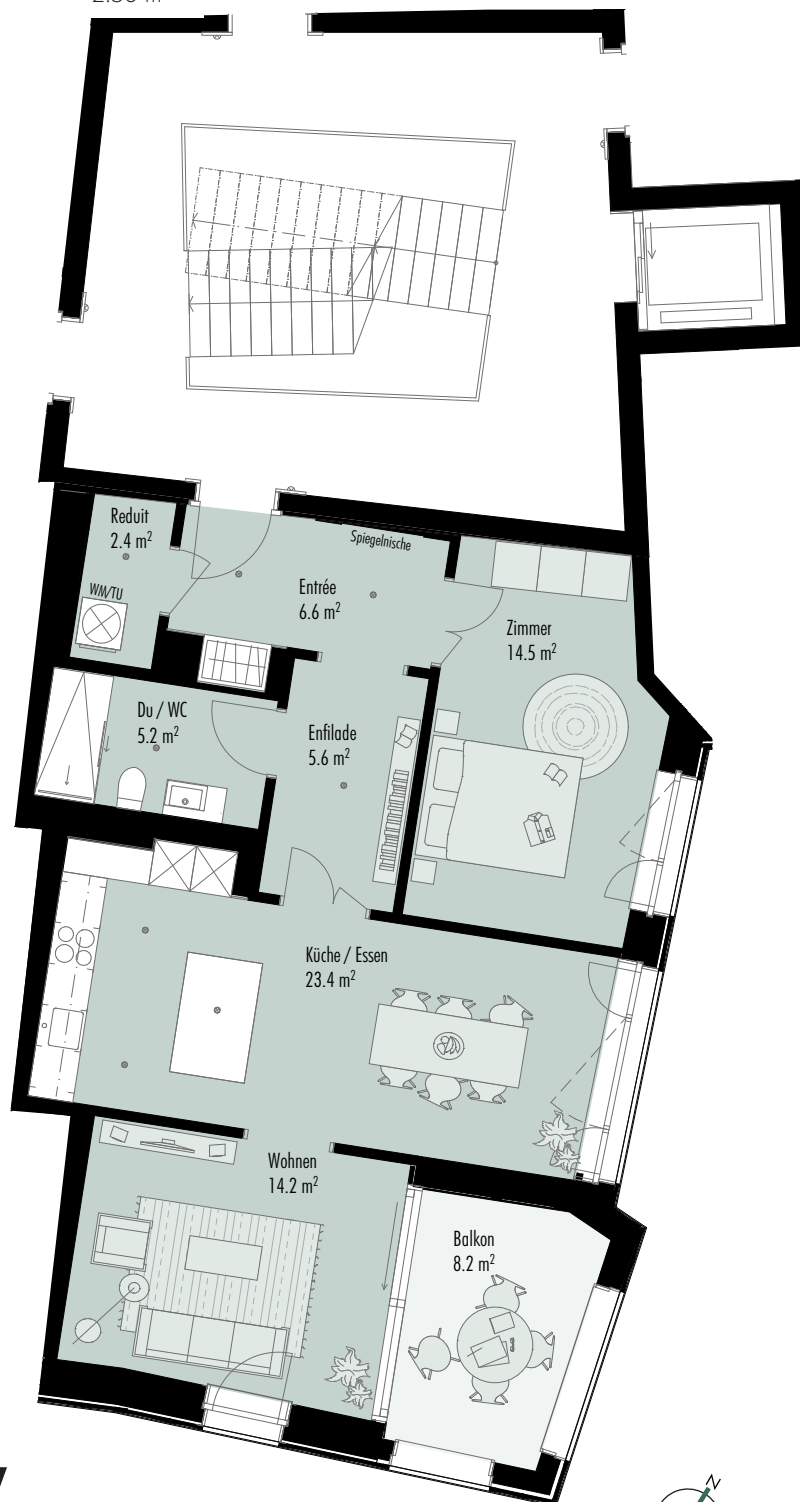 Reduit
2.4 m²
WM/TU
Spiegelnische
Entrée
6.6 m²
Zimmer
14.5 m²
Du / WC
5.2 m²
Enfilade
5.6 m²
Küche / Essen
23.4 m²
Wohnen
14.2 m²
Balkon
8.2 m²
N